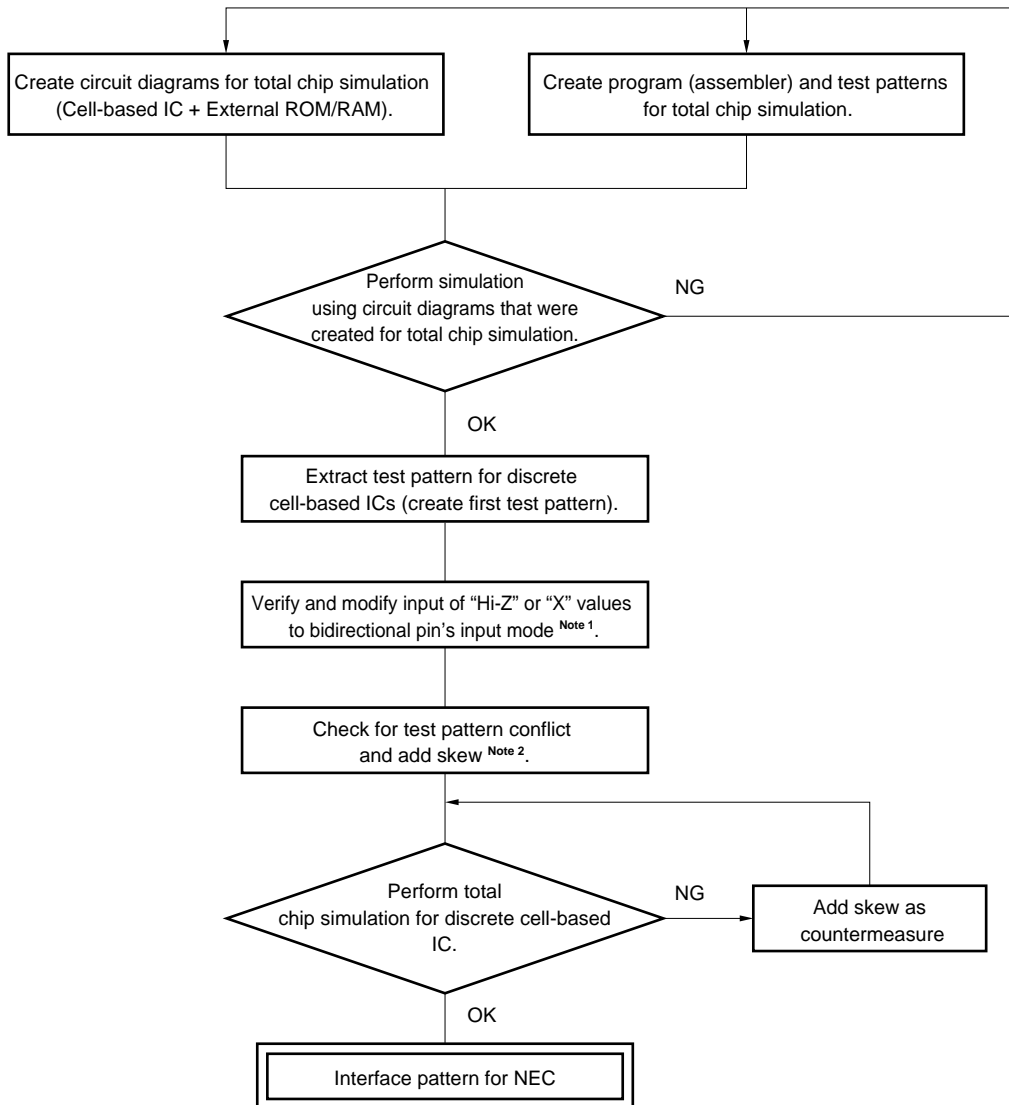 Create circuit diagrams for total chip simulation
(Cell-based IC + External ROM/RAM).
Create program (assembler) and test patterns
for total chip simulation.
Perform simulation
using circuit diagrams that were
created for total chip simulation.
NG
OK
Extract test pattern for discrete
cell-based ICs (create first test pattern).
Verify and modify input of “Hi-Z” or “X” values
to bidirectional pin’s input mode Note 1.
Check for test pattern conflict
and add skew Note 2.
Perform total
chip simulation for discrete cell-based
IC.
NG
Add skew as
countermeasure
OK
Interface pattern for NEC